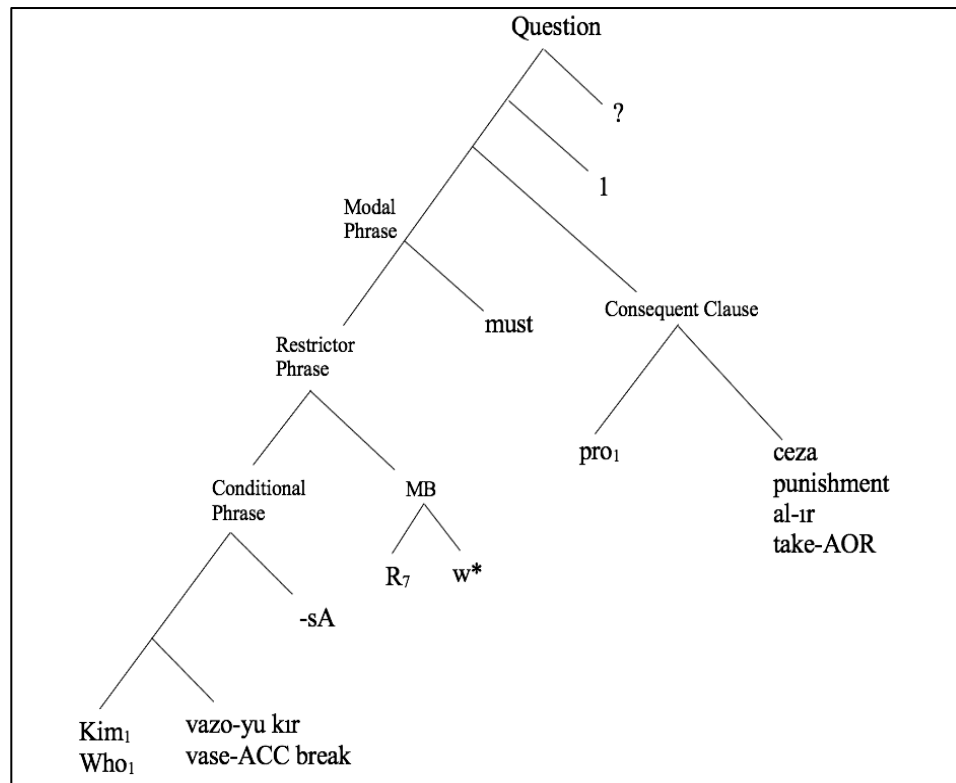 Question
?
1
Modal
Phrase
must
Consequent Clause
Restrictor
Phrase
pro₁
ceza
punishment
al-ır
take-AOR
Conditional
Phrase
MB
R₇
w*
-sA
Kim₁
Who₁
vazo-yu kır
vase-ACC break